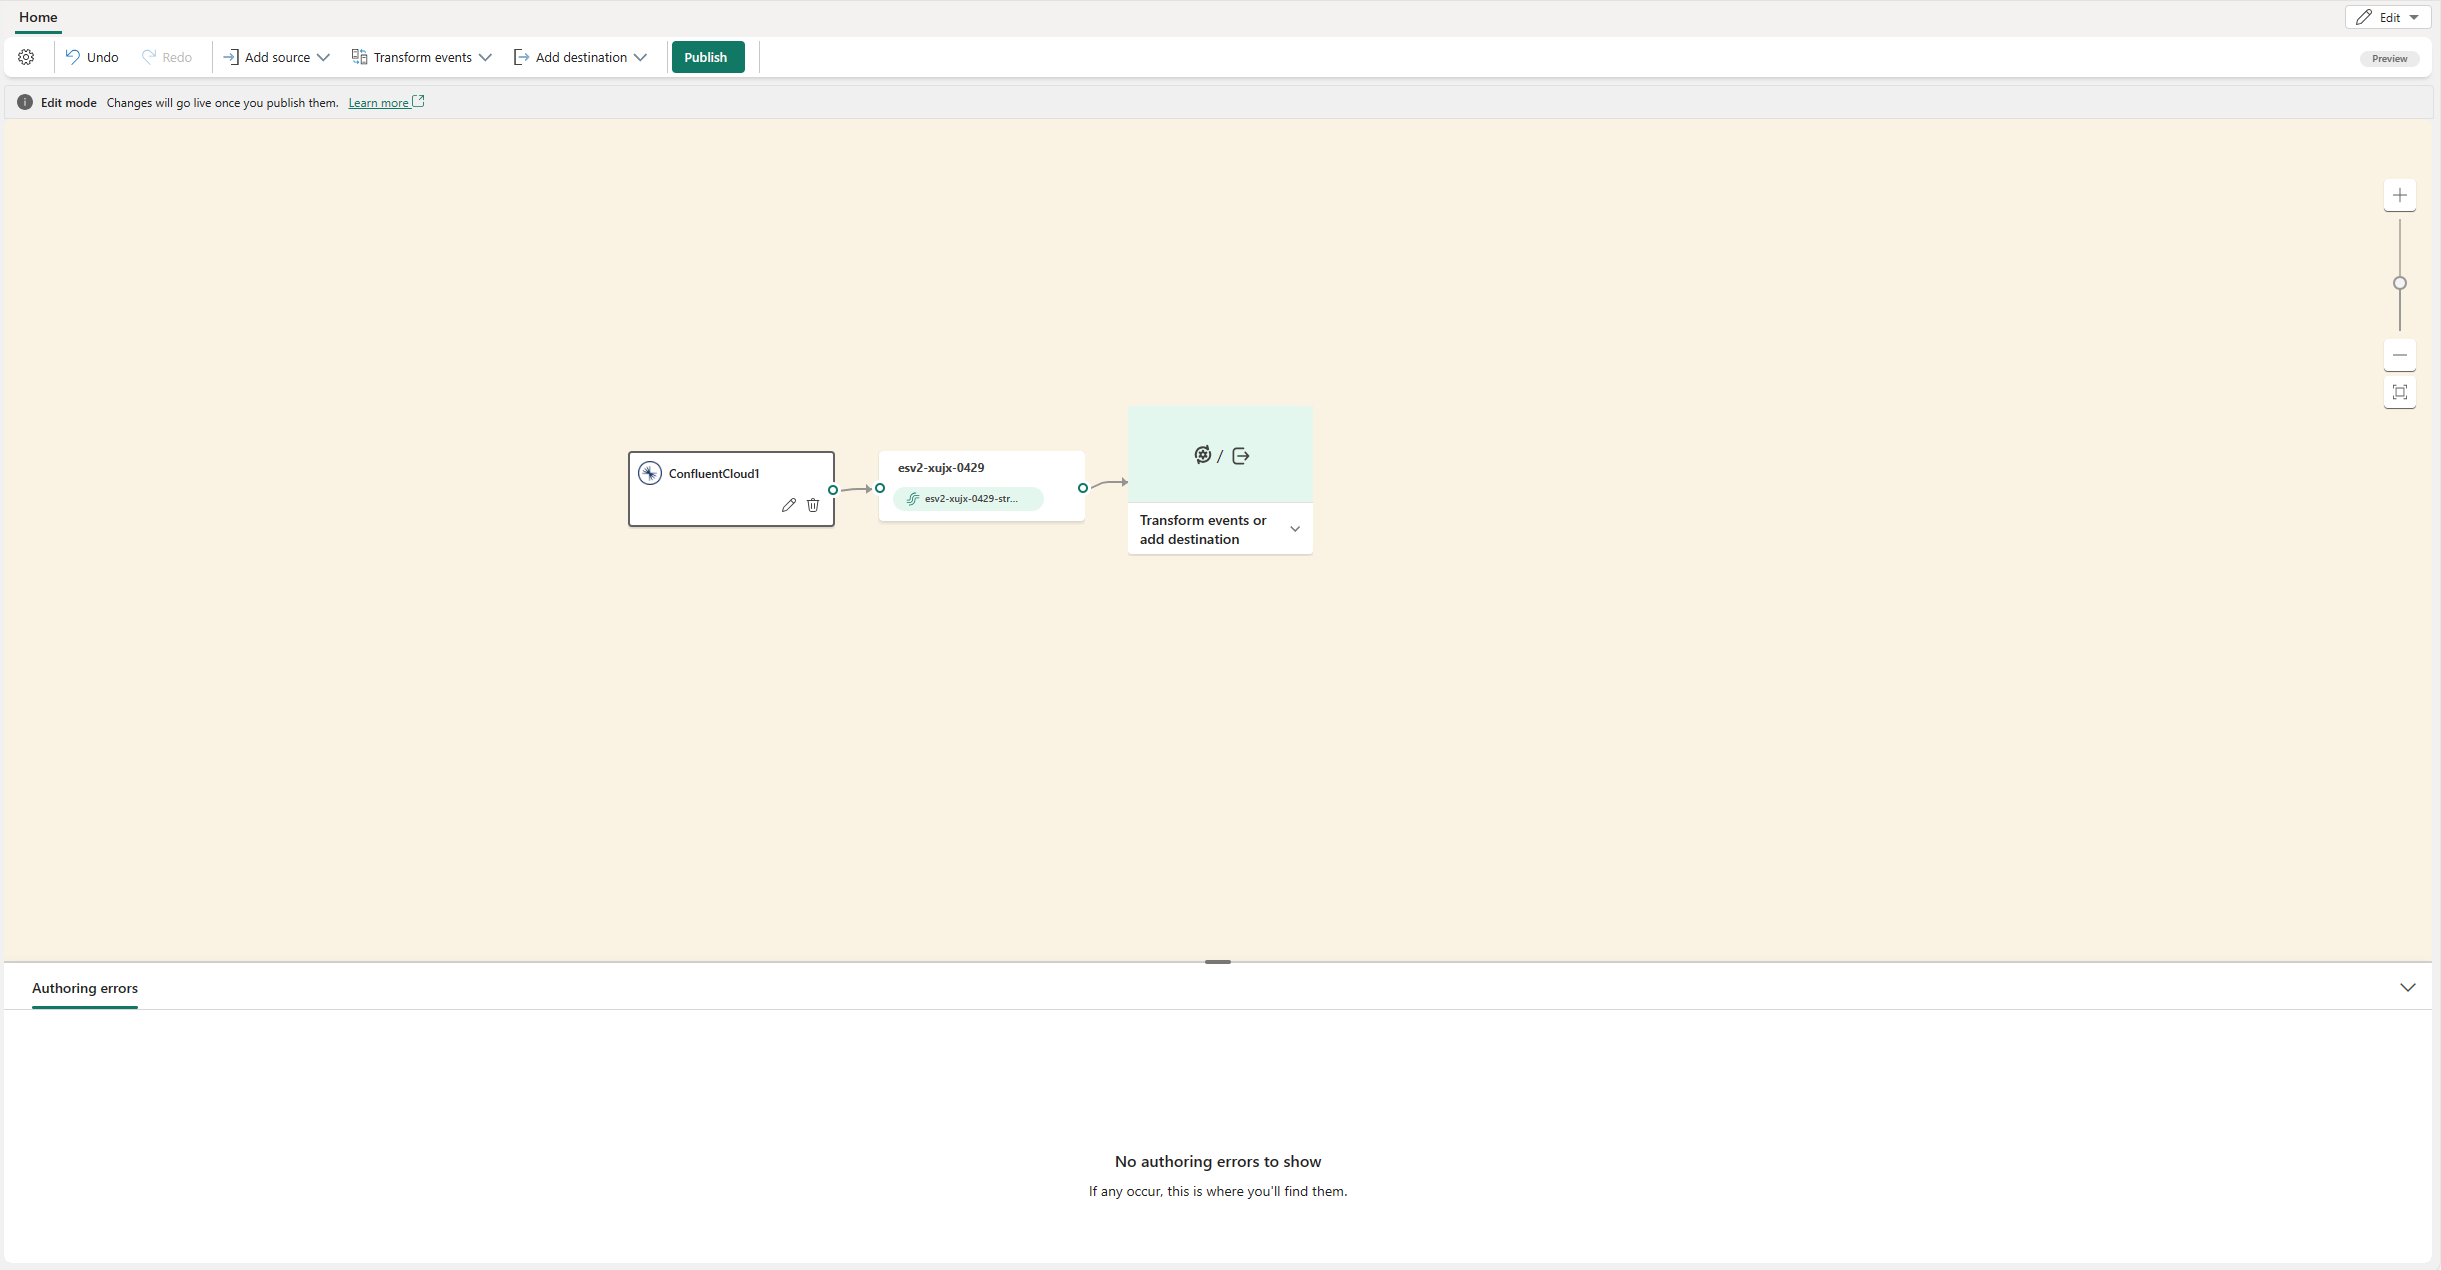 Home
Edit
Undo
Redo
Add source
Transform events
Add destination
Publish
Preview
Edit mode Changes will go live once you publish them. Learn more
ConfluentCloud1
esv2-xujx-0429
esv2-xujx-0429-str...
/
Transform events or
add destination
Authoring errors
No authoring errors to show
If any occur, this is where you'll find them.